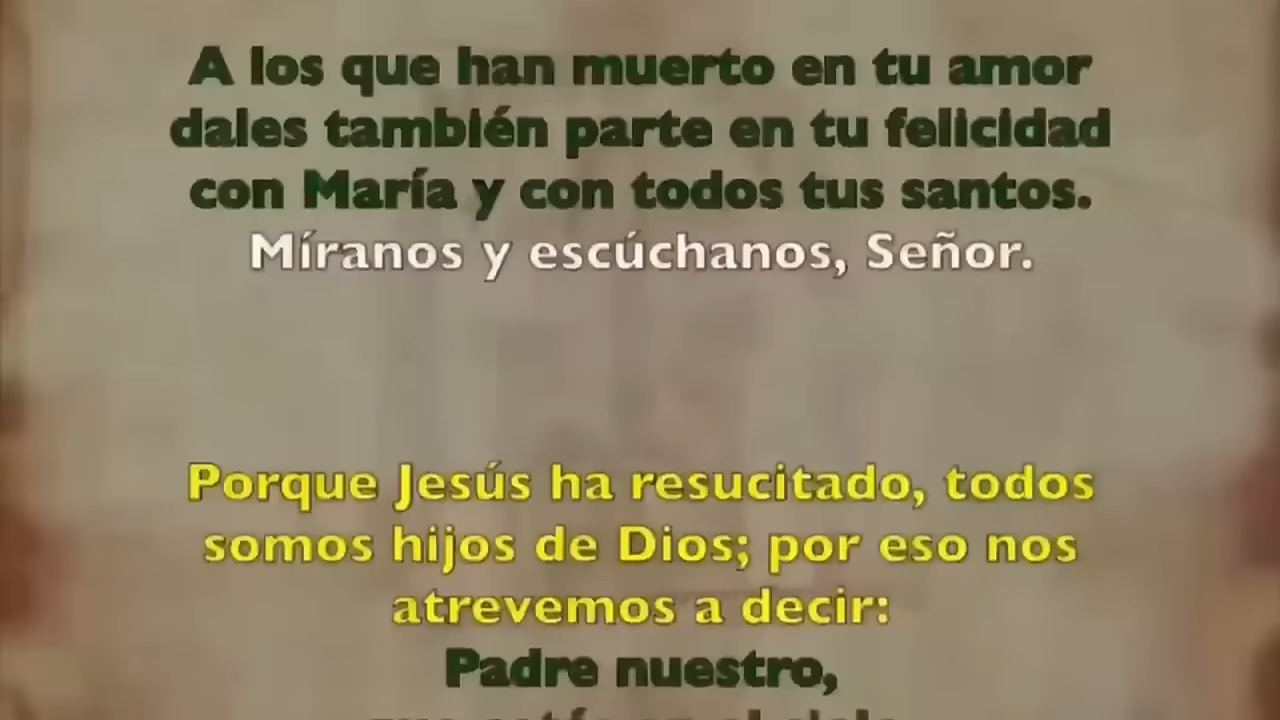 A los que han muerto en tu amor
dales también parte en tu felicidad
con María y con todos tus santos.
Míranos y escúchanos, Señor.
Porque Jesús ha resucitado, todos
somos hijos de Dios; por eso nos
atrevemos a decir:
Padre nuestro,